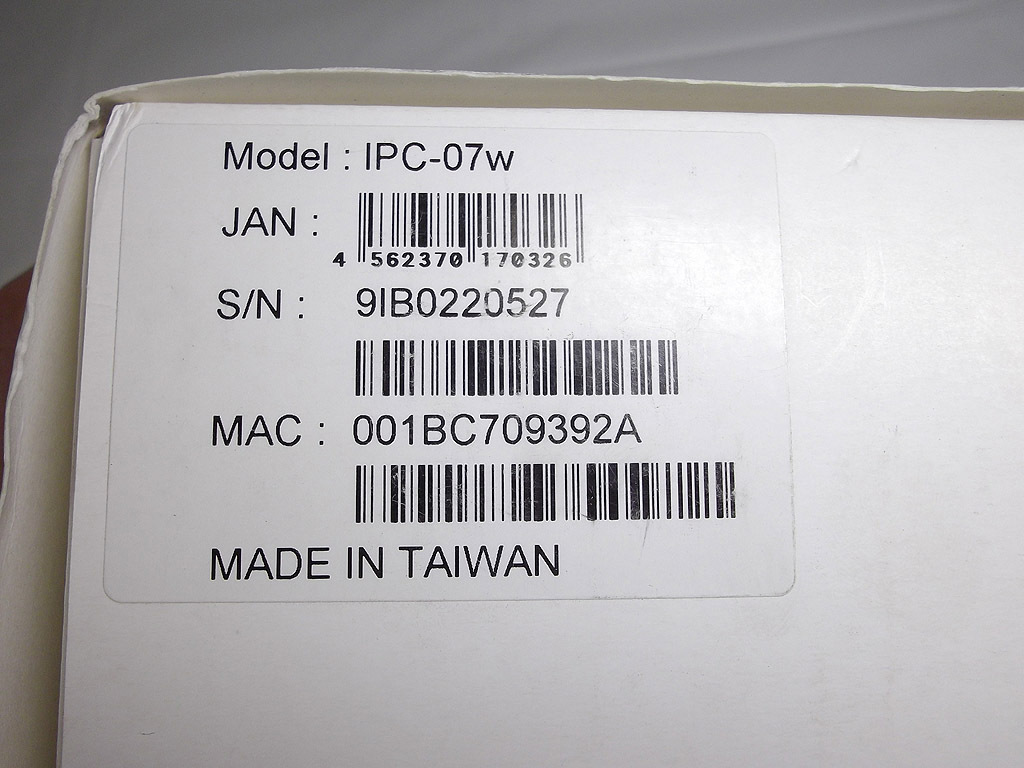 Model : IPC-07w
JAN :
4 562370 170326
S/N : 9IB0220527
MAC : 001BC709392A
MADE IN TAIWAN